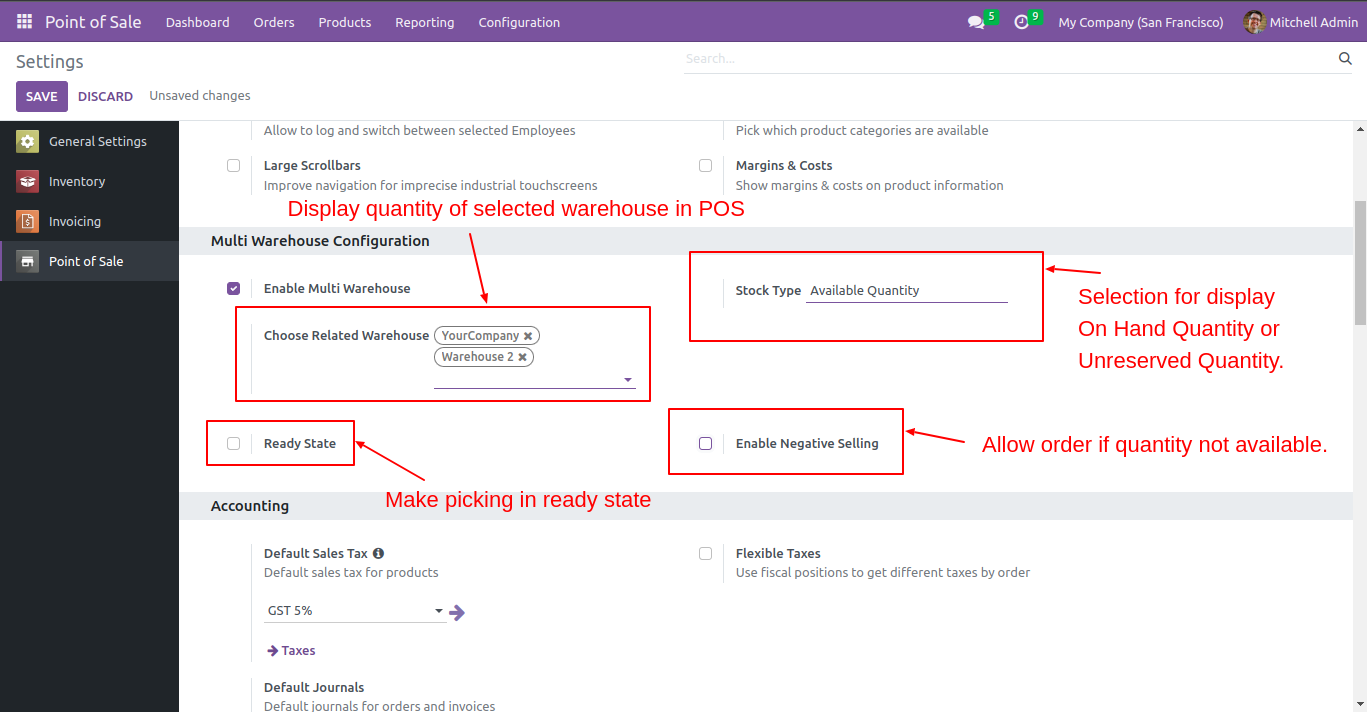 Point of Sale Dashboard Orders Products Reporting Configuration 5 9 My Company (San Francisco) Mitchell Admin
Settings Search...
SAVE DISCARD Unsaved changes
General Settings
Inventory
Invoicing
Point of Sale
Allow to log and switch between selected Employees
Pick which product categories are available
Large Scrollbars
Improve navigation for imprecise industrial touchscreens
Margins & Costs
Show margins & costs on product information
Display quantity of selected warehouse in POS
Multi Warehouse Configuration
Enable Multi Warehouse
Stock Type Available Quantity
Selection for display
On Hand Quantity or
Unreserved Quantity.
Choose Related Warehouse YourCompany ✖
Warehouse 2 ✖
Ready State
Enable Negative Selling
Allow order if quantity not available.
Make picking in ready state
Accounting
Default Sales Tax
Default sales tax for products
GST 5%
Taxes
Flexible Taxes
Use fiscal positions to get different taxes by order
Default Journals
Default journals for orders and invoices